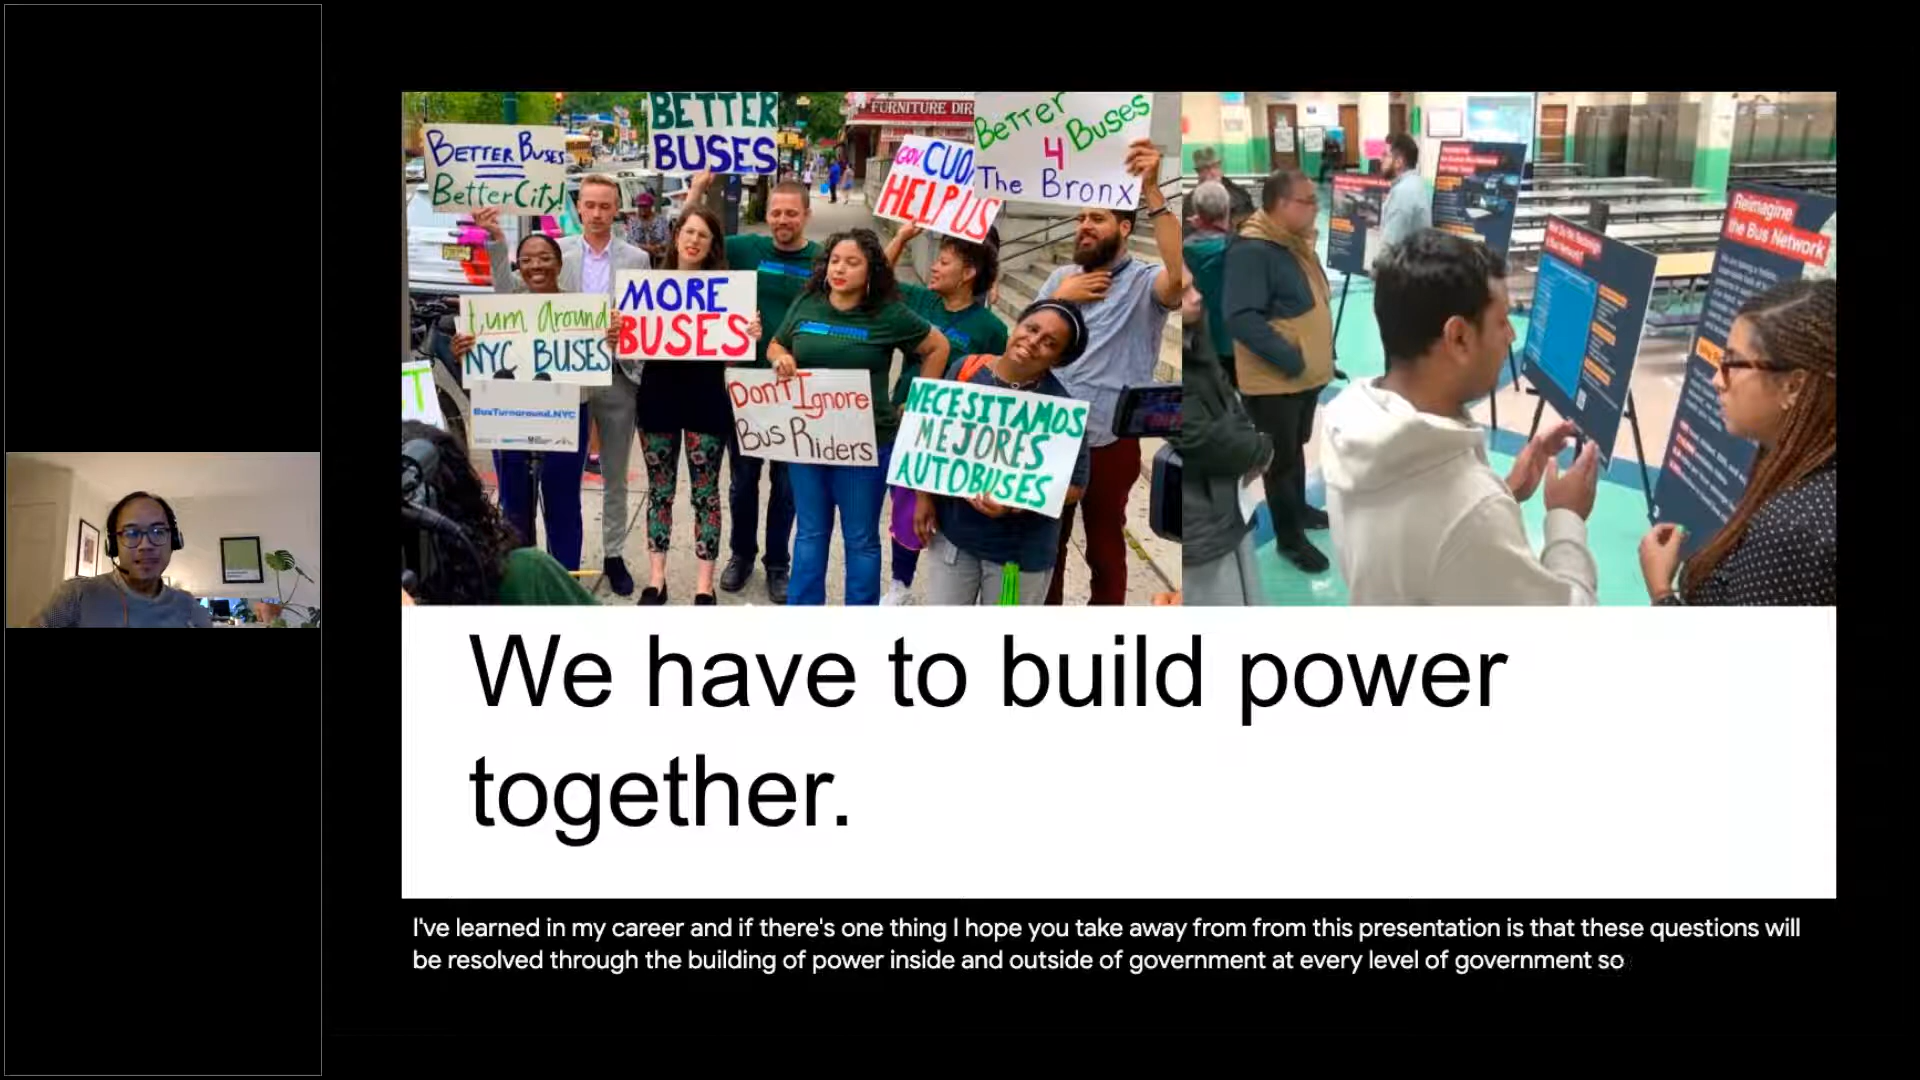 BETTER BUSES
Better City!
BETTER
BUSES
FURNITURE DIR
GOV. CUO
HELP US
Better
4 Buses
The Bronx
turn around
NYC BUSES
MORE
BUSES
BusTurnaround.NYC
Don't Ignore
Bus Riders
NECESITAMOS
MEJORES
AUTOBUSES
Reimagine
the Bus Network
We have to build power
together.
I've learned in my career and if there's one thing I hope you take away from from this presentation is that these questions will
be resolved through the building of power inside and outside of government at every level of government so